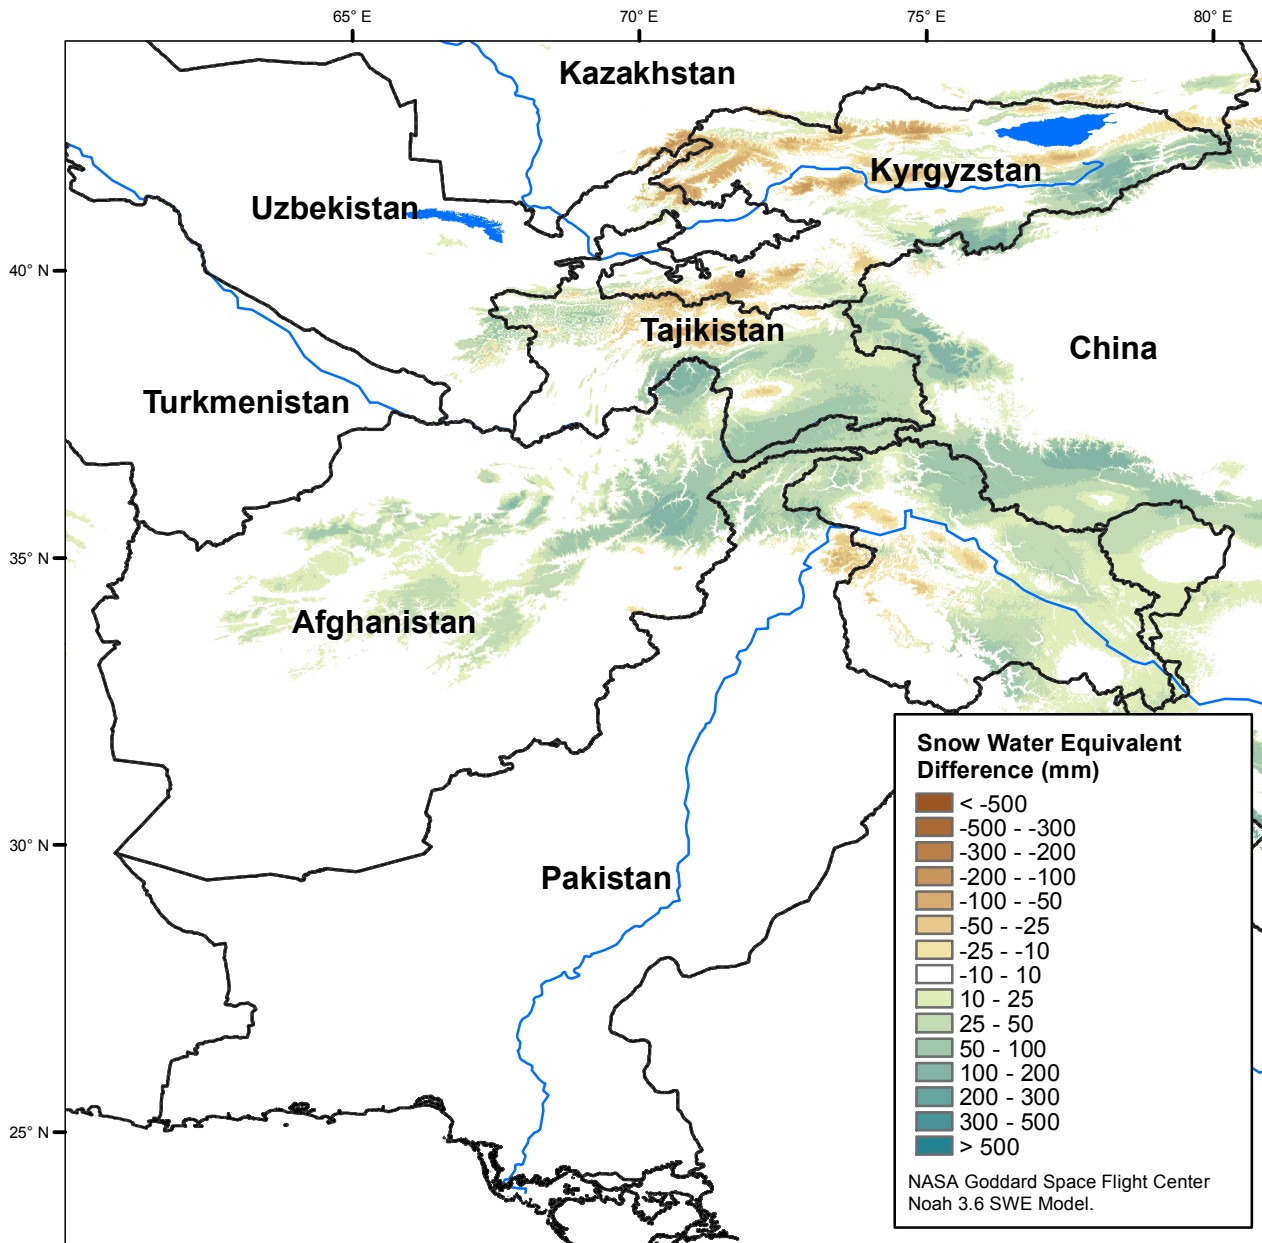 65° E
70° E
75° E
80° E
Kazakhstan
Kyrgyzstan
Uzbekistan
40° N
Tajikistan
China
Turkmenistan
35° N
Afghanistan
30° N
Pakistan
25° N
Snow Water Equivalent
Difference (mm)
< -500
-500 - -300
-300 - -200
-200 - -100
-100 - -50
-50 - -25
-25 - -10
-10 - 10
10 - 25
25 - 50
50 - 100
100 - 200
200 - 300
300 - 500
> 500
NASA Goddard Space Flight Center
Noah 3.6 SWE Model.